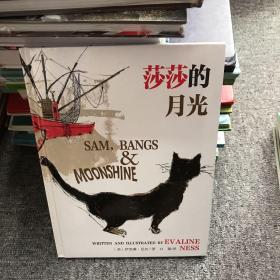 莎莎的
月光
SAM, BANGS
&
MOONSHINE
WRITTEN AND ILLUSTRATED BY EVALINE
NESS